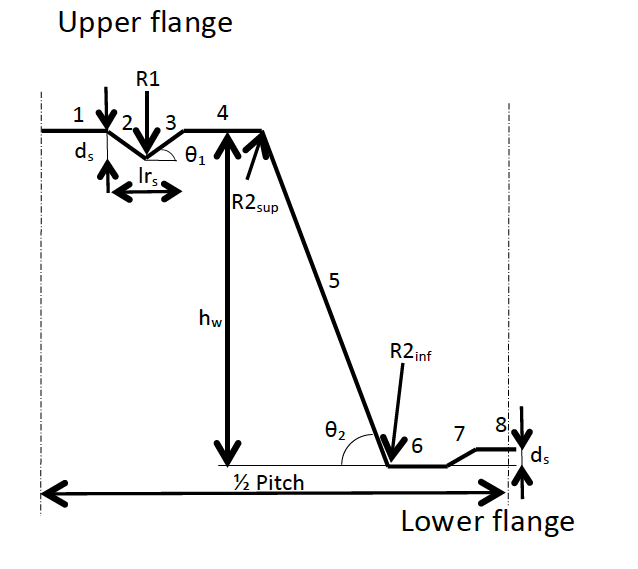 Upper flange
R1
1
2
3
4
ds
θ1
lrs
R2sup
5
hw
R2inf
θ2
6
7
8
ds
½ Pitch
Lower flange